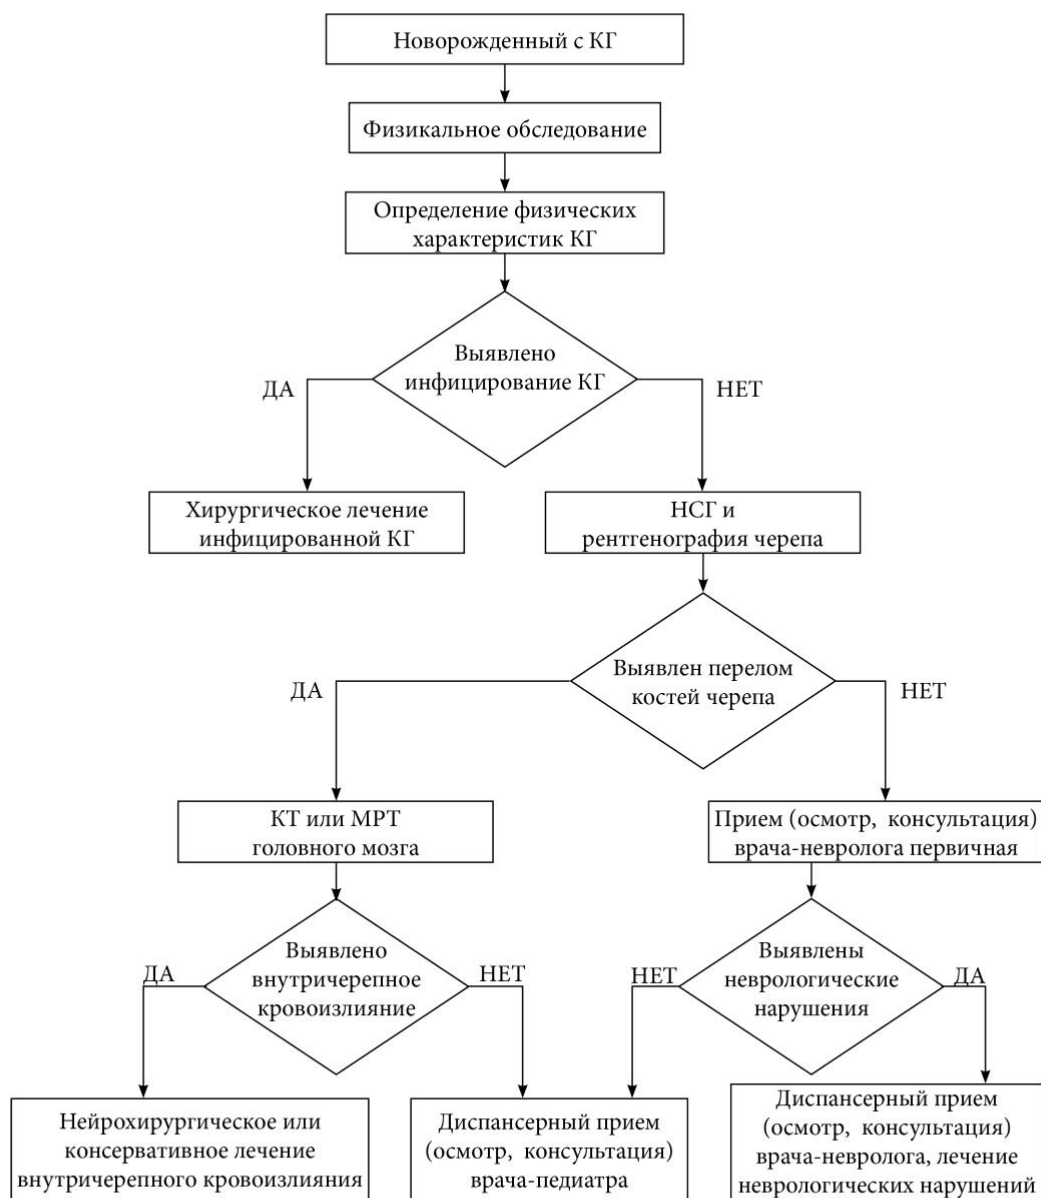 Новорожденный с КГ
Физикальное обследование
Определение физических
характеристик КГ
Выявлено
инфицирование КГ
ДА
НЕТ
Хирургическое лечение
инфицированной КГ
НСГ и
рентгенография черепа
Выявлен перелом
костей черепа
ДА
НЕТ
КТ или МРТ
головного мозга
Прием (осмотр, консультация)
врача-невролога первичная
Выявлено
внутричерепное
кровоизлияние
ДА
НЕТ
Выявлены
неврологические
нарушения
НЕТ
ДА
Нейрохирургическое или
консервативное лечение
внутричерепного кровоизлияния
Диспансерный прием
(осмотр, консультация)
врача-педиатра
Диспансерный прием
(осмотр, консультация)
врача-невролога, лечение
неврологических нарушений